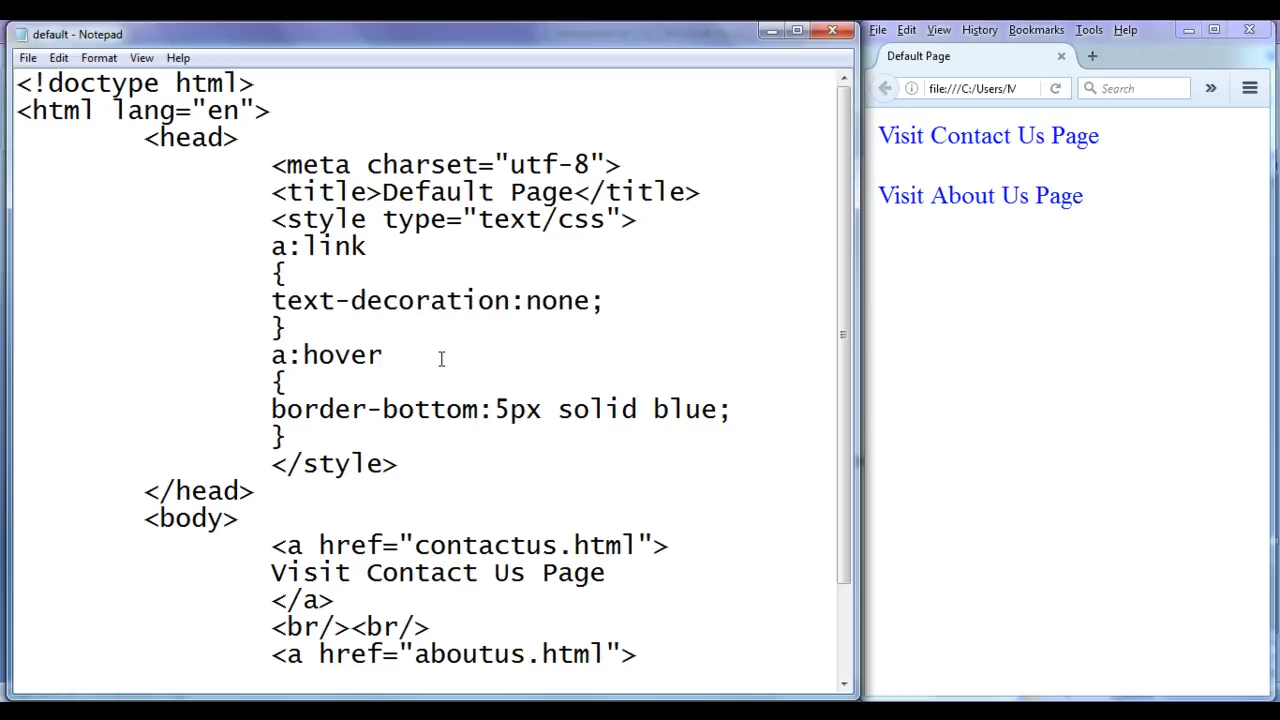 default - Notepad
File Edit Format View Help
<!doctype html>
<html lang="en">
<head>
<meta charset="utf-8">
<title>Default Page</title>
<style type="text/css">
a:link
{
text-decoration:none;
}
a:hover
{
border-bottom:5px solid blue;
}
</style>
</head>
<body>
<a href="contactus.html">
Visit Contact Us Page
</a>
<br/><br/>
<a href="aboutus.html">
File Edit View History Bookmarks Tools Help
Default Page
file:///C:/Users/M
Search
Visit Contact Us Page
Visit About Us Page